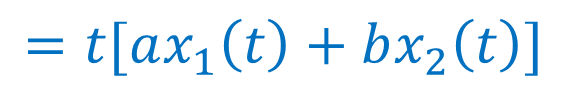 = t[ax₁(t) + bx₂(t)]